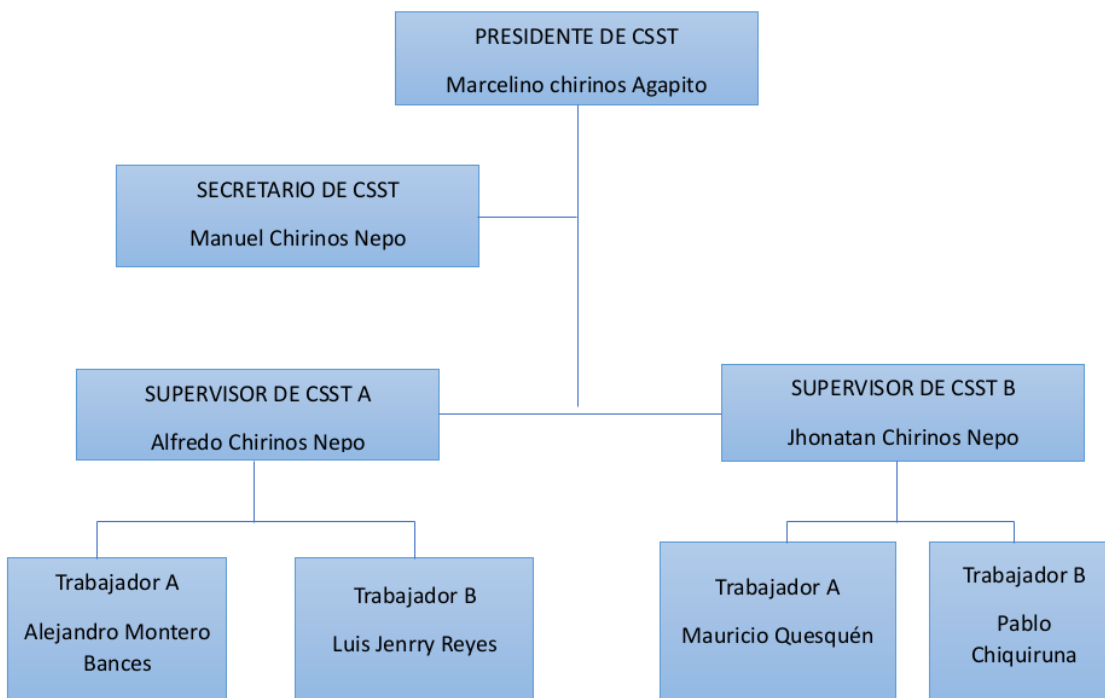 PRESIDENTE DE CSST
Marcelino chirinos Agapito
SECRETARIO DE CSST
Manuel Chirinos Nepo
SUPERVISOR DE CSST A
Alfredo Chirinos Nepo
SUPERVISOR DE CSST B
Jhonatan Chirinos Nepo
Trabajador A
Alejandro Montero
Bances
Trabajador B
Luis Jenrry Reyes
Trabajador A
Mauricio Quesquén
Trabajador B
Pablo
Chiquiruna